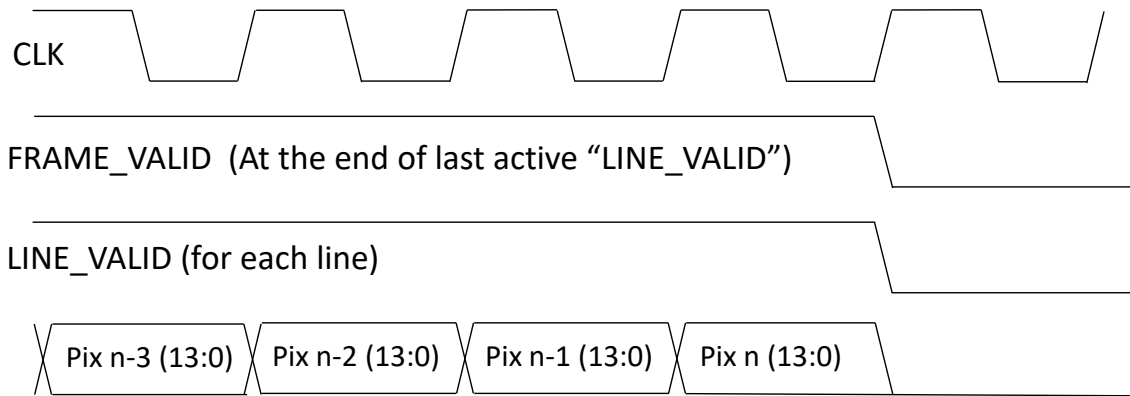 CLK
FRAME_VALID (At the end of last active “LINE_VALID”)
LINE_VALID (for each line)
Pix n-3 (13:0) Pix n-2 (13:0) Pix n-1 (13:0) Pix n (13:0)